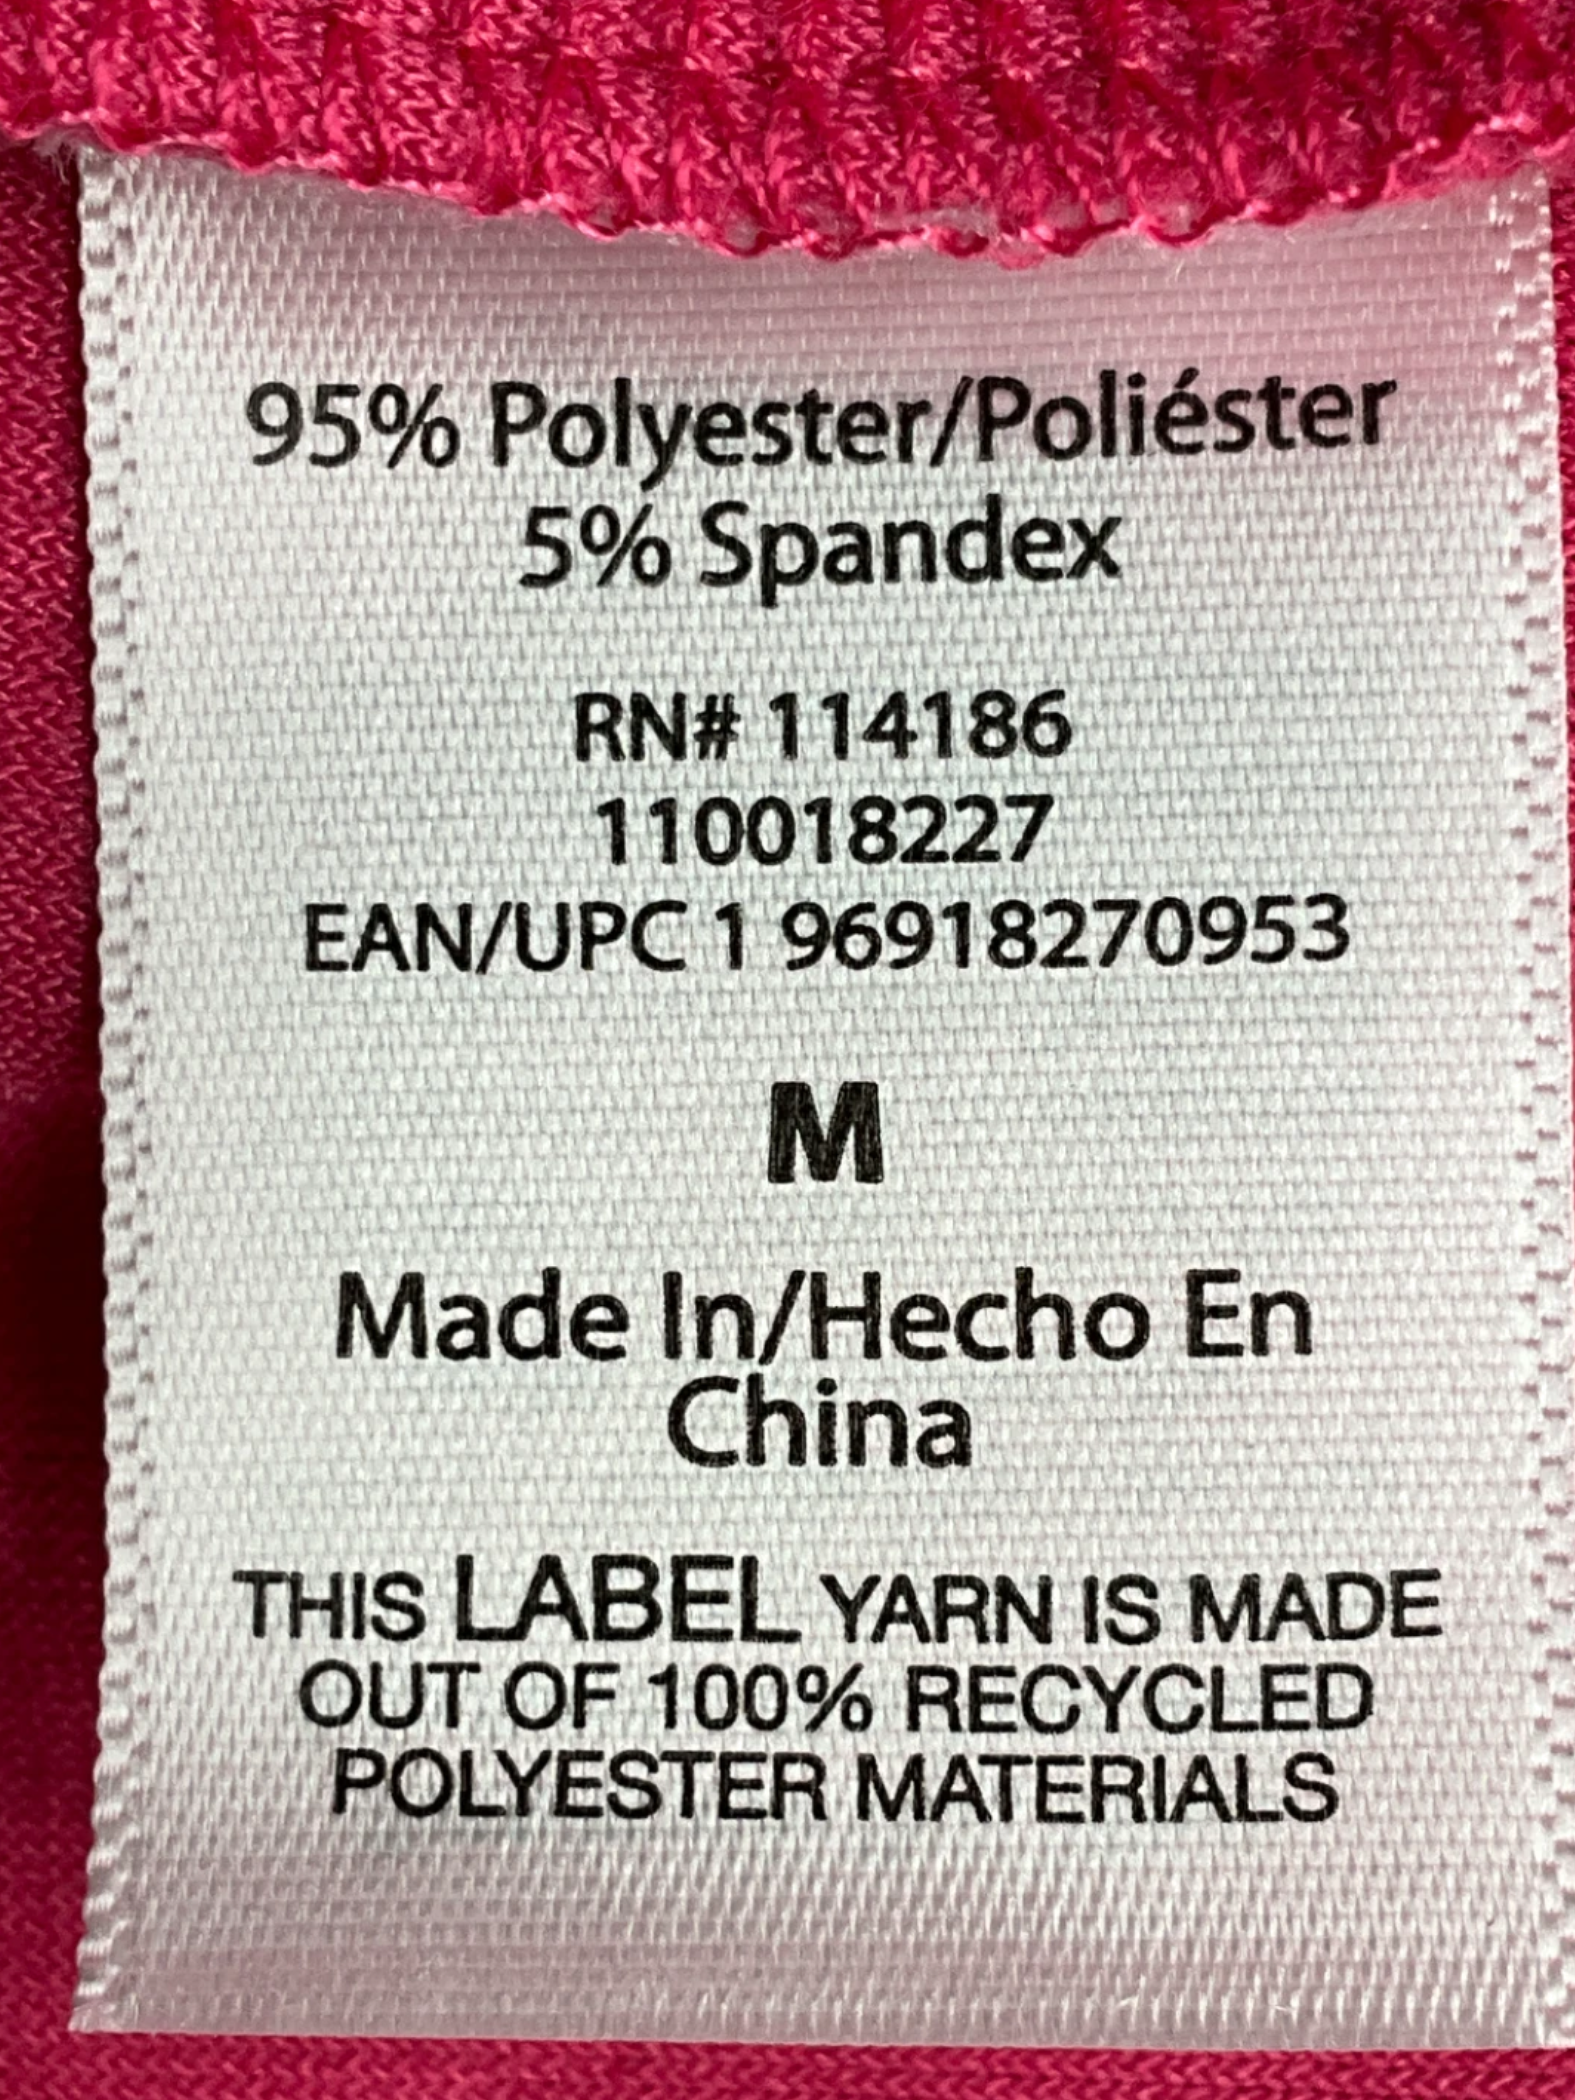 95% Polyester/Poliéster
5% Spandex
RN# 114186
110018227
EAN/UPC 1 96918270953
M
Made In/Hecho En
China
THIS LABEL YARN IS MADE
OUT OF 100% RECYCLED
POLYESTER MATERIALS